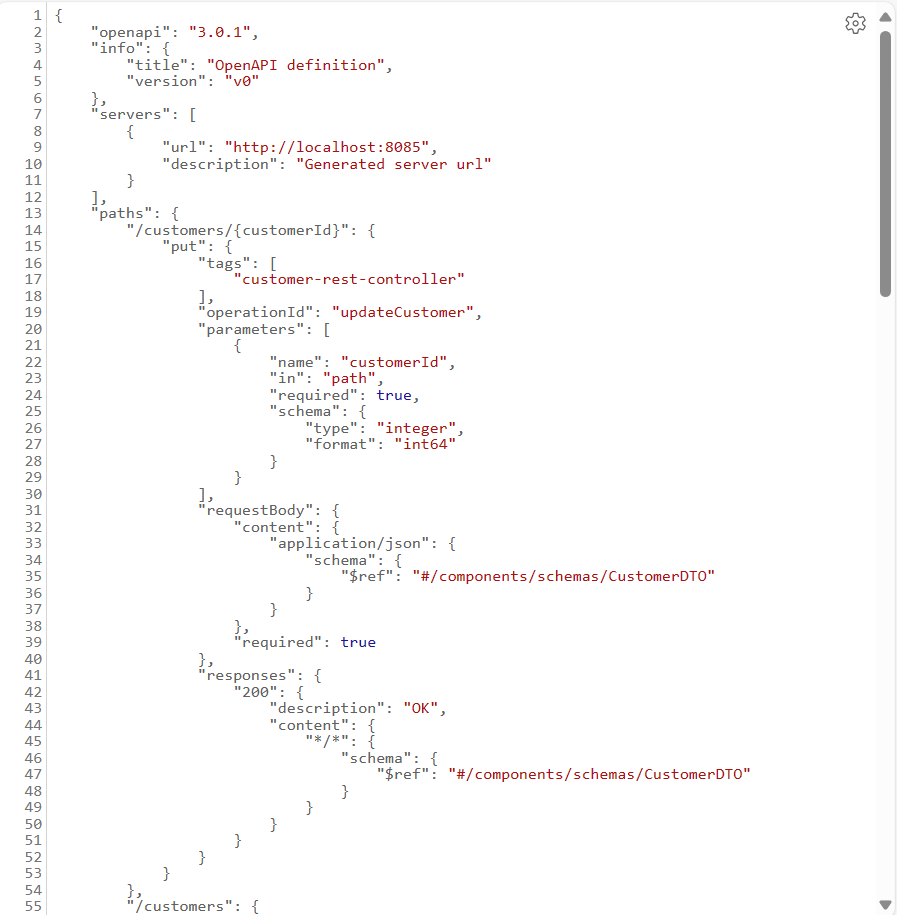 1 {
2     "openapi": "3.0.1",
3     "info": {
4         "title": "OpenAPI definition",
5         "version": "v0"
6     },
7     "servers": [
8         {
9             "url": "http://localhost:8085",
10             "description": "Generated server url"
11         }
12     ],
13     "paths": {
14         "/customers/{customerId}": {
15             "put": {
16                 "tags": [
17                     "customer-rest-controller"
18                 ],
19                 "operationId": "updateCustomer",
20                 "parameters": [
21                     {
22                         "name": "customerId",
23                         "in": "path",
24                         "required": true,
25                         "schema": {
26                             "type": "integer",
27                             "format": "int64"
28                         }
29                     }
30                 ],
31                 "requestBody": {
32                     "content": {
33                         "application/json": {
34                             "schema": {
35                                 "$ref": "#/components/schemas/CustomerDTO"
36                             }
37                         }
38                     },
39                     "required": true
40                 },
41                 "responses": {
42                     "200": {
43                         "description": "OK",
44                         "content": {
45                             "*/*": {
46                                 "schema": {
47                                     "$ref": "#/components/schemas/CustomerDTO"
48                                 }
49                             }
50                         }
51                     }
52                 }
53             }
54         },
55         "/customers": {